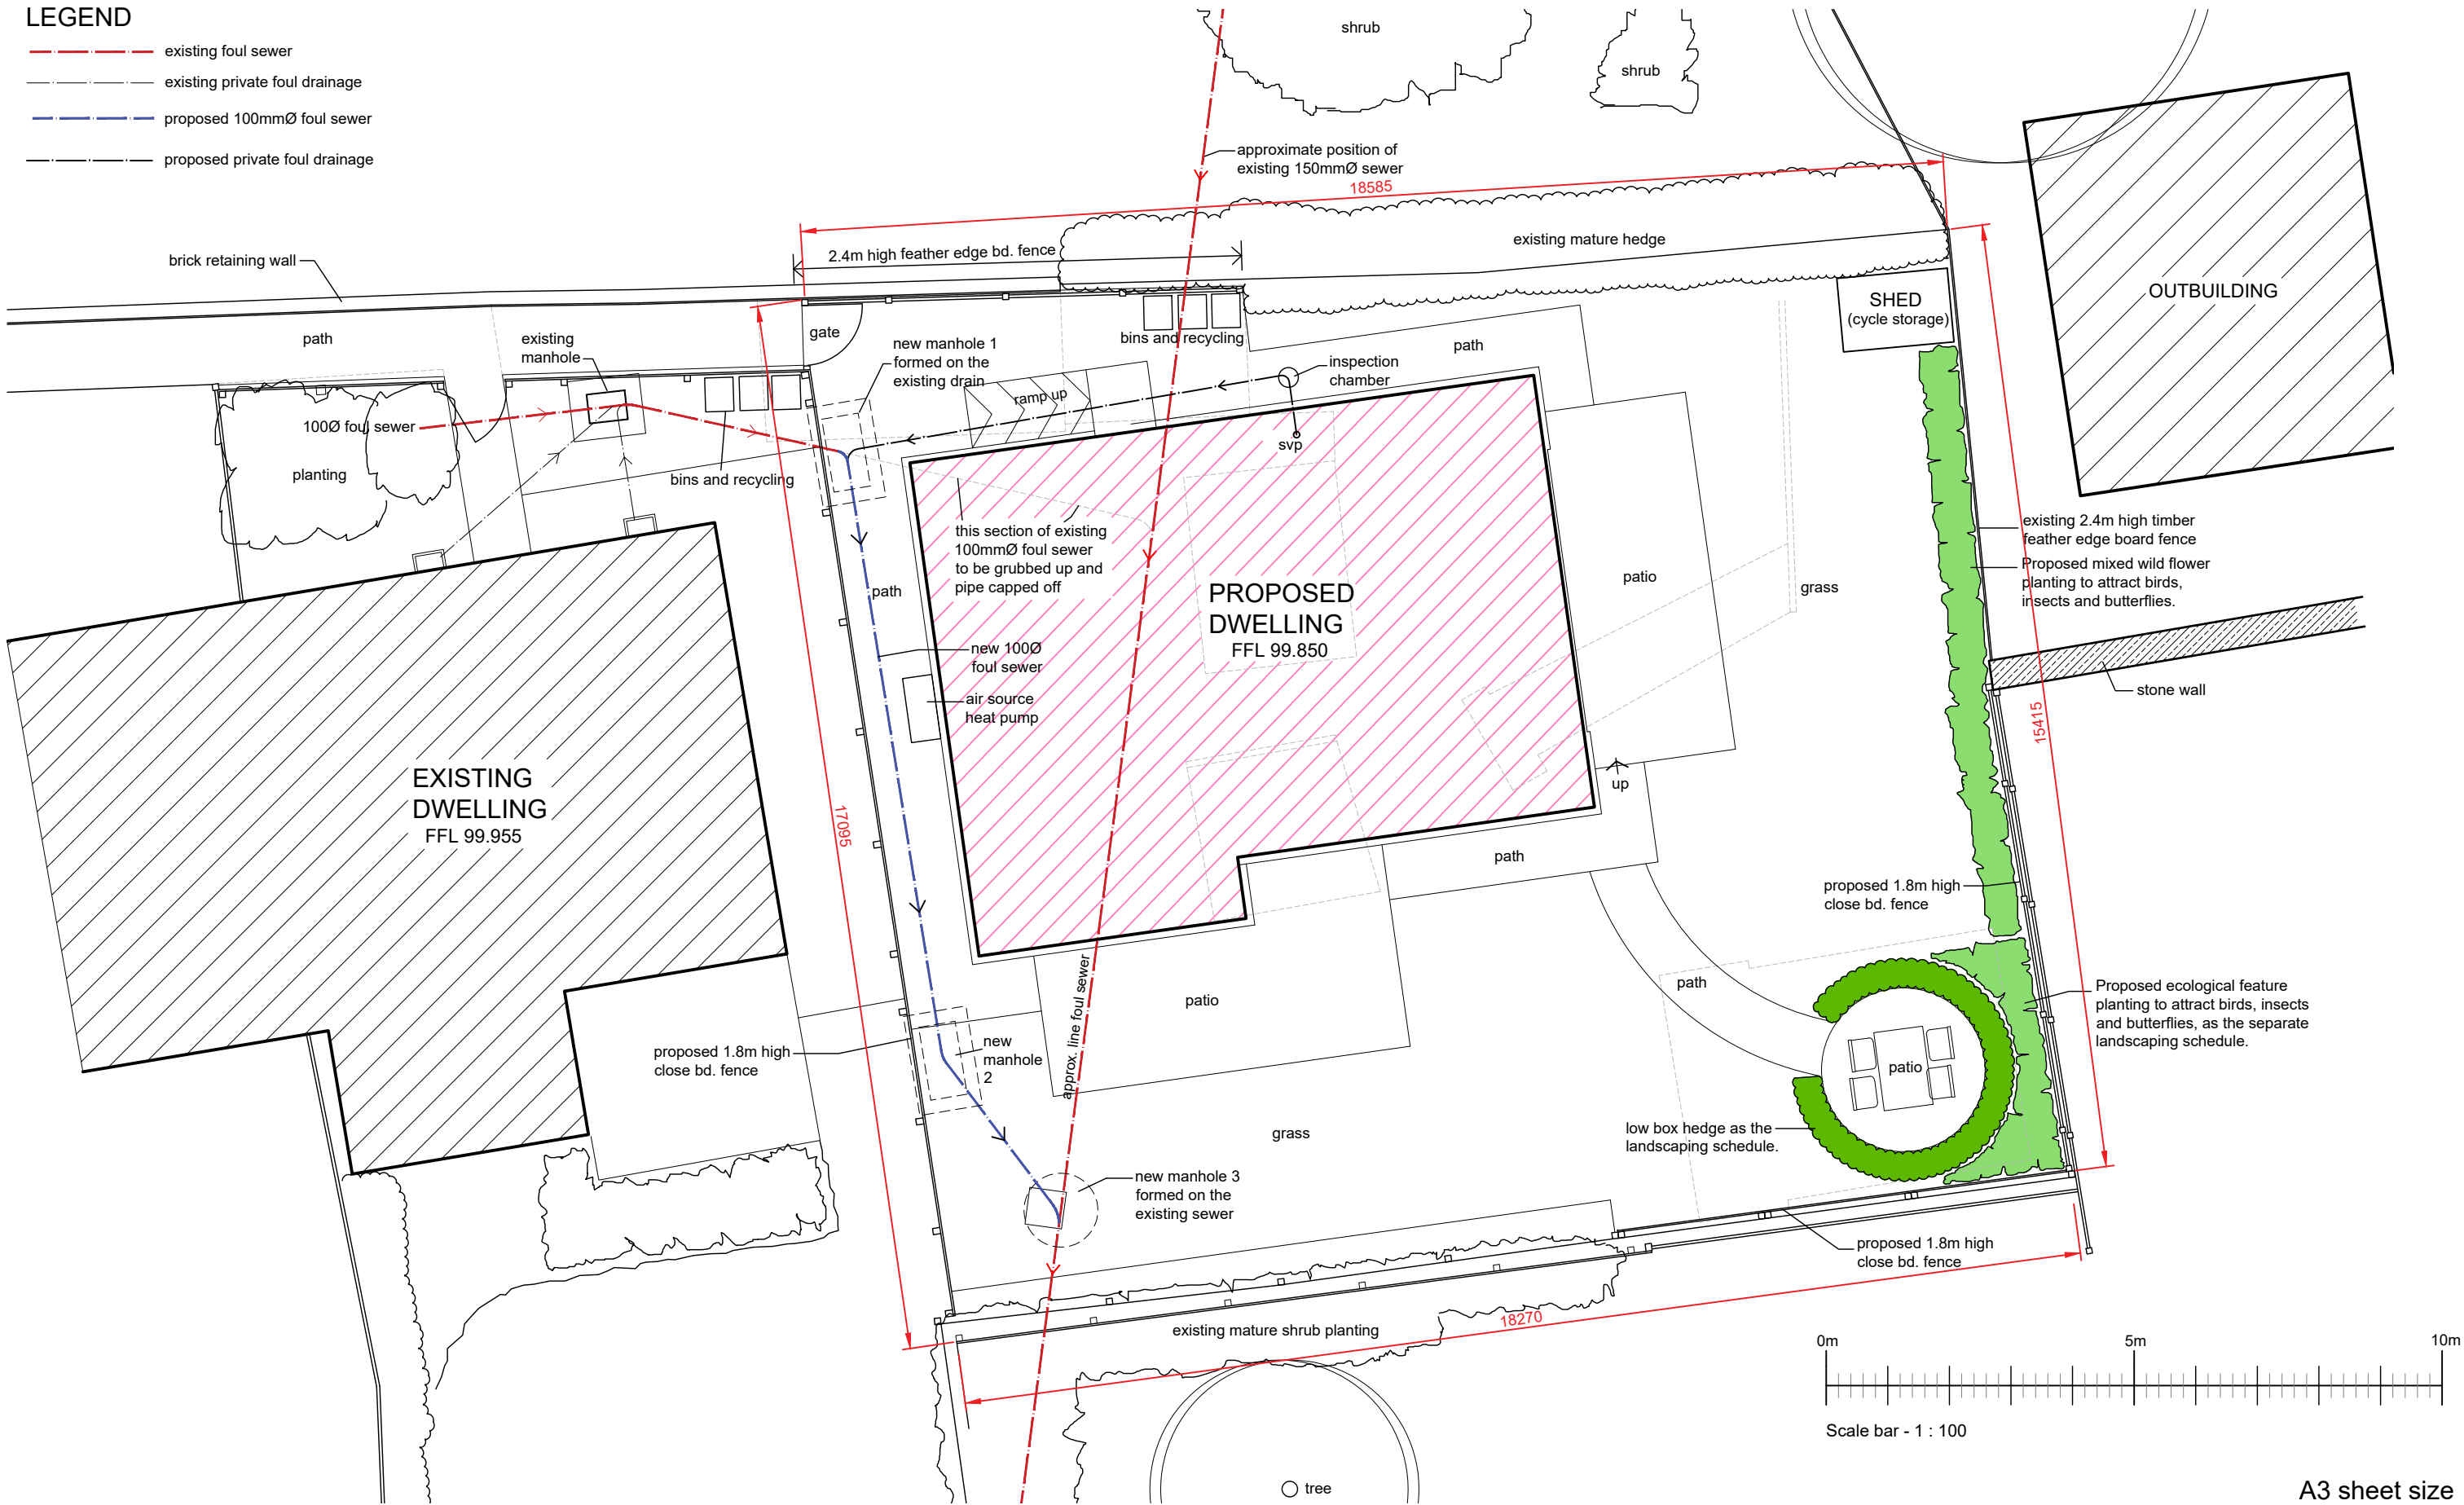 LEGEND
existing foul sewer
existing private foul drainage
proposed 100mmØ foul sewer
proposed private foul drainage
shrub
shrub
approximate position of
existing 150mmØ sewer
18585
2.4m high feather edge bd. fence
existing mature hedge
brick retaining wall
OUTBUILDING
SHED
(cycle storage)
path
existing
manhole
gate
new manhole 1
formed on the
existing drain
bins and recycling
inspection
chamber
path
ramp up
100Ø foul sewer
svp
planting
bins and recycling
this section of existing
100mmØ foul sewer
to be grubbed up and
pipe capped off
existing 2.4m high timber
feather edge board fence
Proposed mixed wild flower
planting to attract birds,
insects and butterflies.
path
PROPOSED
DWELLING
FFL 99.850
patio
grass
new 100Ø
foul sewer
air source
heat pump
stone wall
15415
EXISTING
DWELLING
FFL 99.955
17095
up
path
proposed 1.8m high
close bd. fence
approx. line foul sewer
patio
path
Proposed ecological feature
planting to attract birds, insects
and butterflies, as the separate
landscaping schedule.
proposed 1.8m high
close bd. fence
new
manhole
2
patio
grass
low box hedge as the
landscaping schedule.
new manhole 3
formed on the
existing sewer
proposed 1.8m high
close bd. fence
18270
existing mature shrub planting
0m
5m
10m
Scale bar - 1 : 100
tree
A3 sheet size